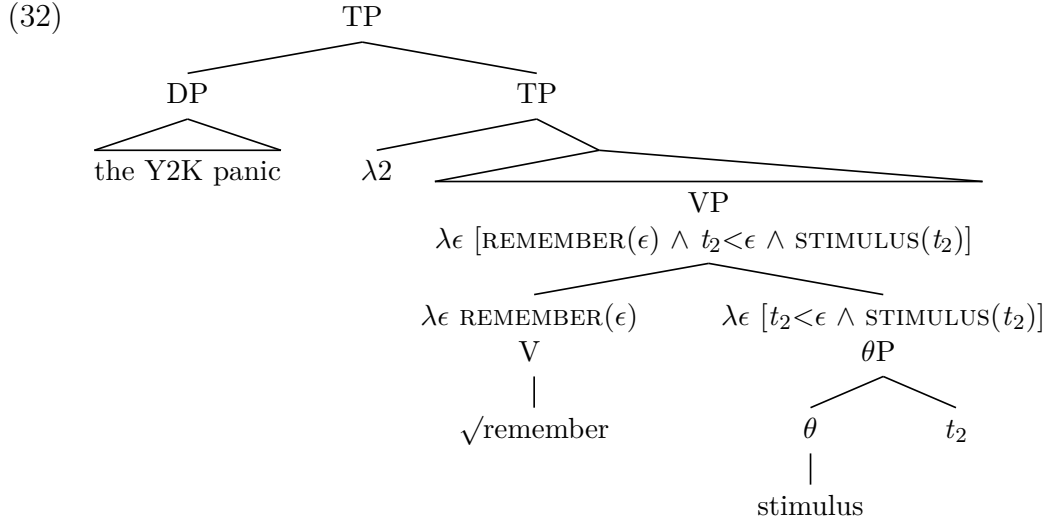 (32) TP
DP TP
the Y2K panic λ2
VP
λϵ [REMEMBER(ϵ) ∧ t₂<ϵ ∧ STIMULUS(t₂)]
λϵ REMEMBER(ϵ) λϵ [t₂<ϵ ∧ STIMULUS(t₂)]
V θP
√remember θ t₂
stimulus